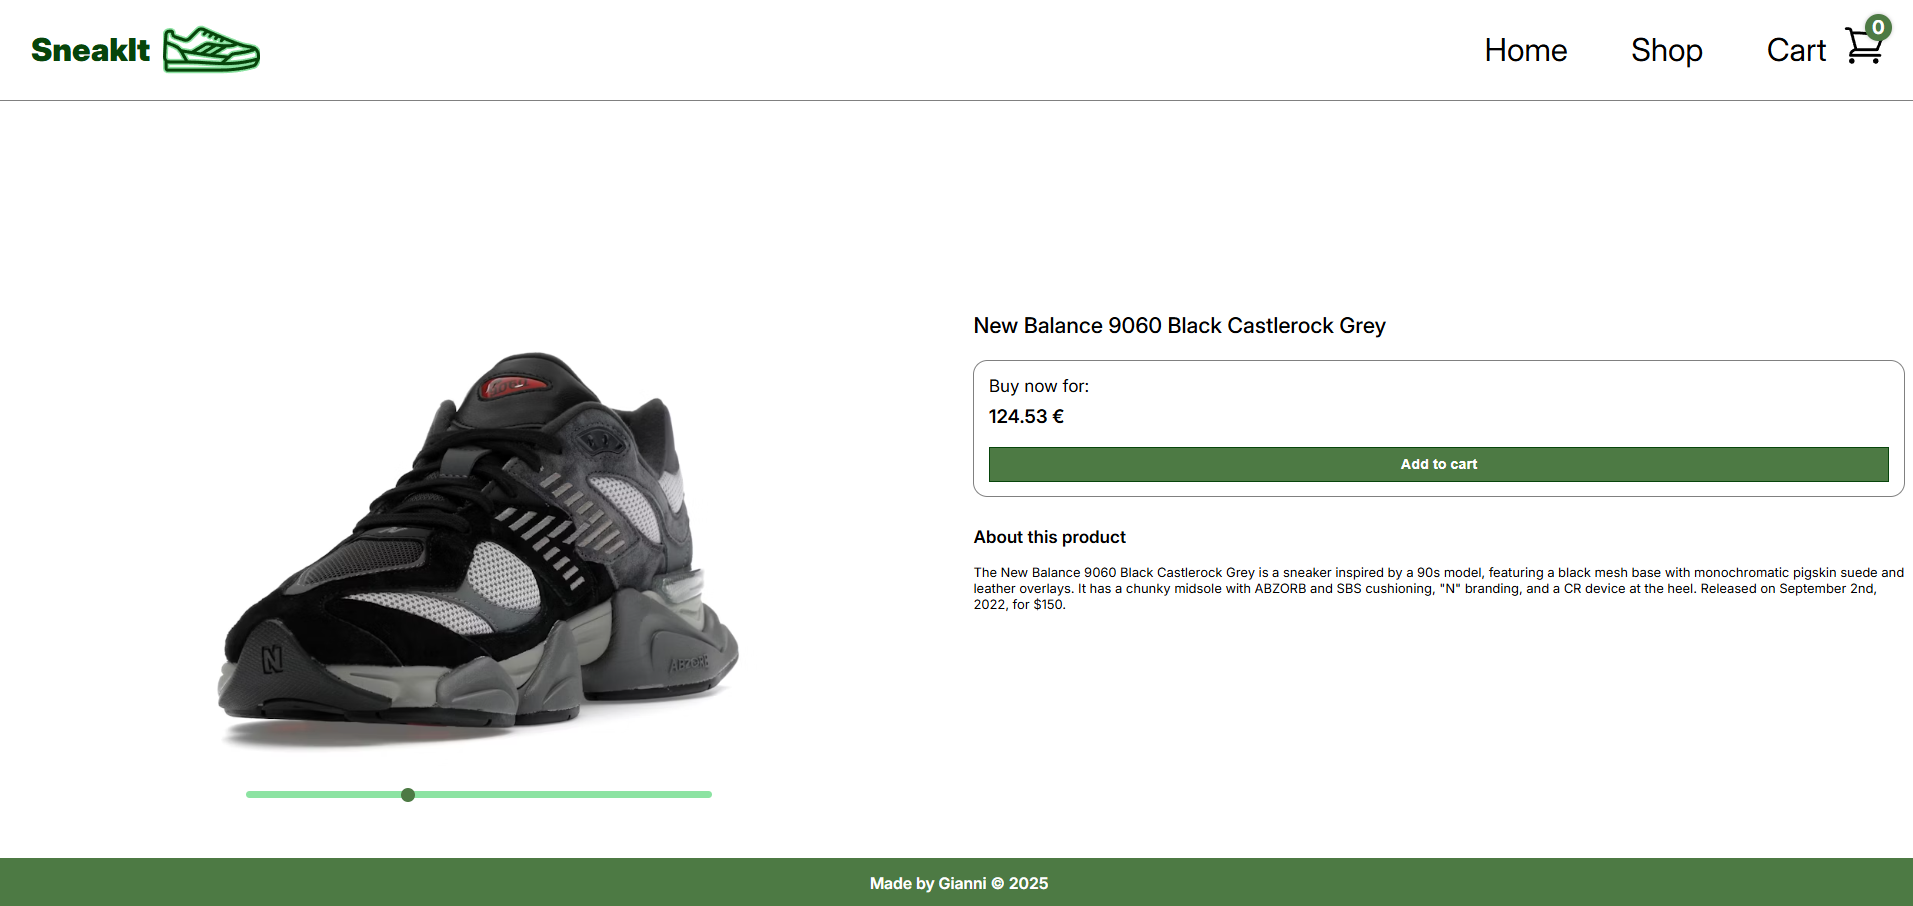 SneakIt
Home
Shop
Cart
0
New Balance 9060 Black Castlerock Grey
Buy now for:
124.53 €
Add to cart
About this product
The New Balance 9060 Black Castlerock Grey is a sneaker inspired by a 90s model, featuring a black mesh base with monochromatic pigskin suede and
leather overlays. It has a chunky midsole with ABZORB and SBS cushioning, "N" branding, and a CR device at the heel. Released on September 2nd,
2022, for $150.
N
ABZORB
Made by Gianni © 2025